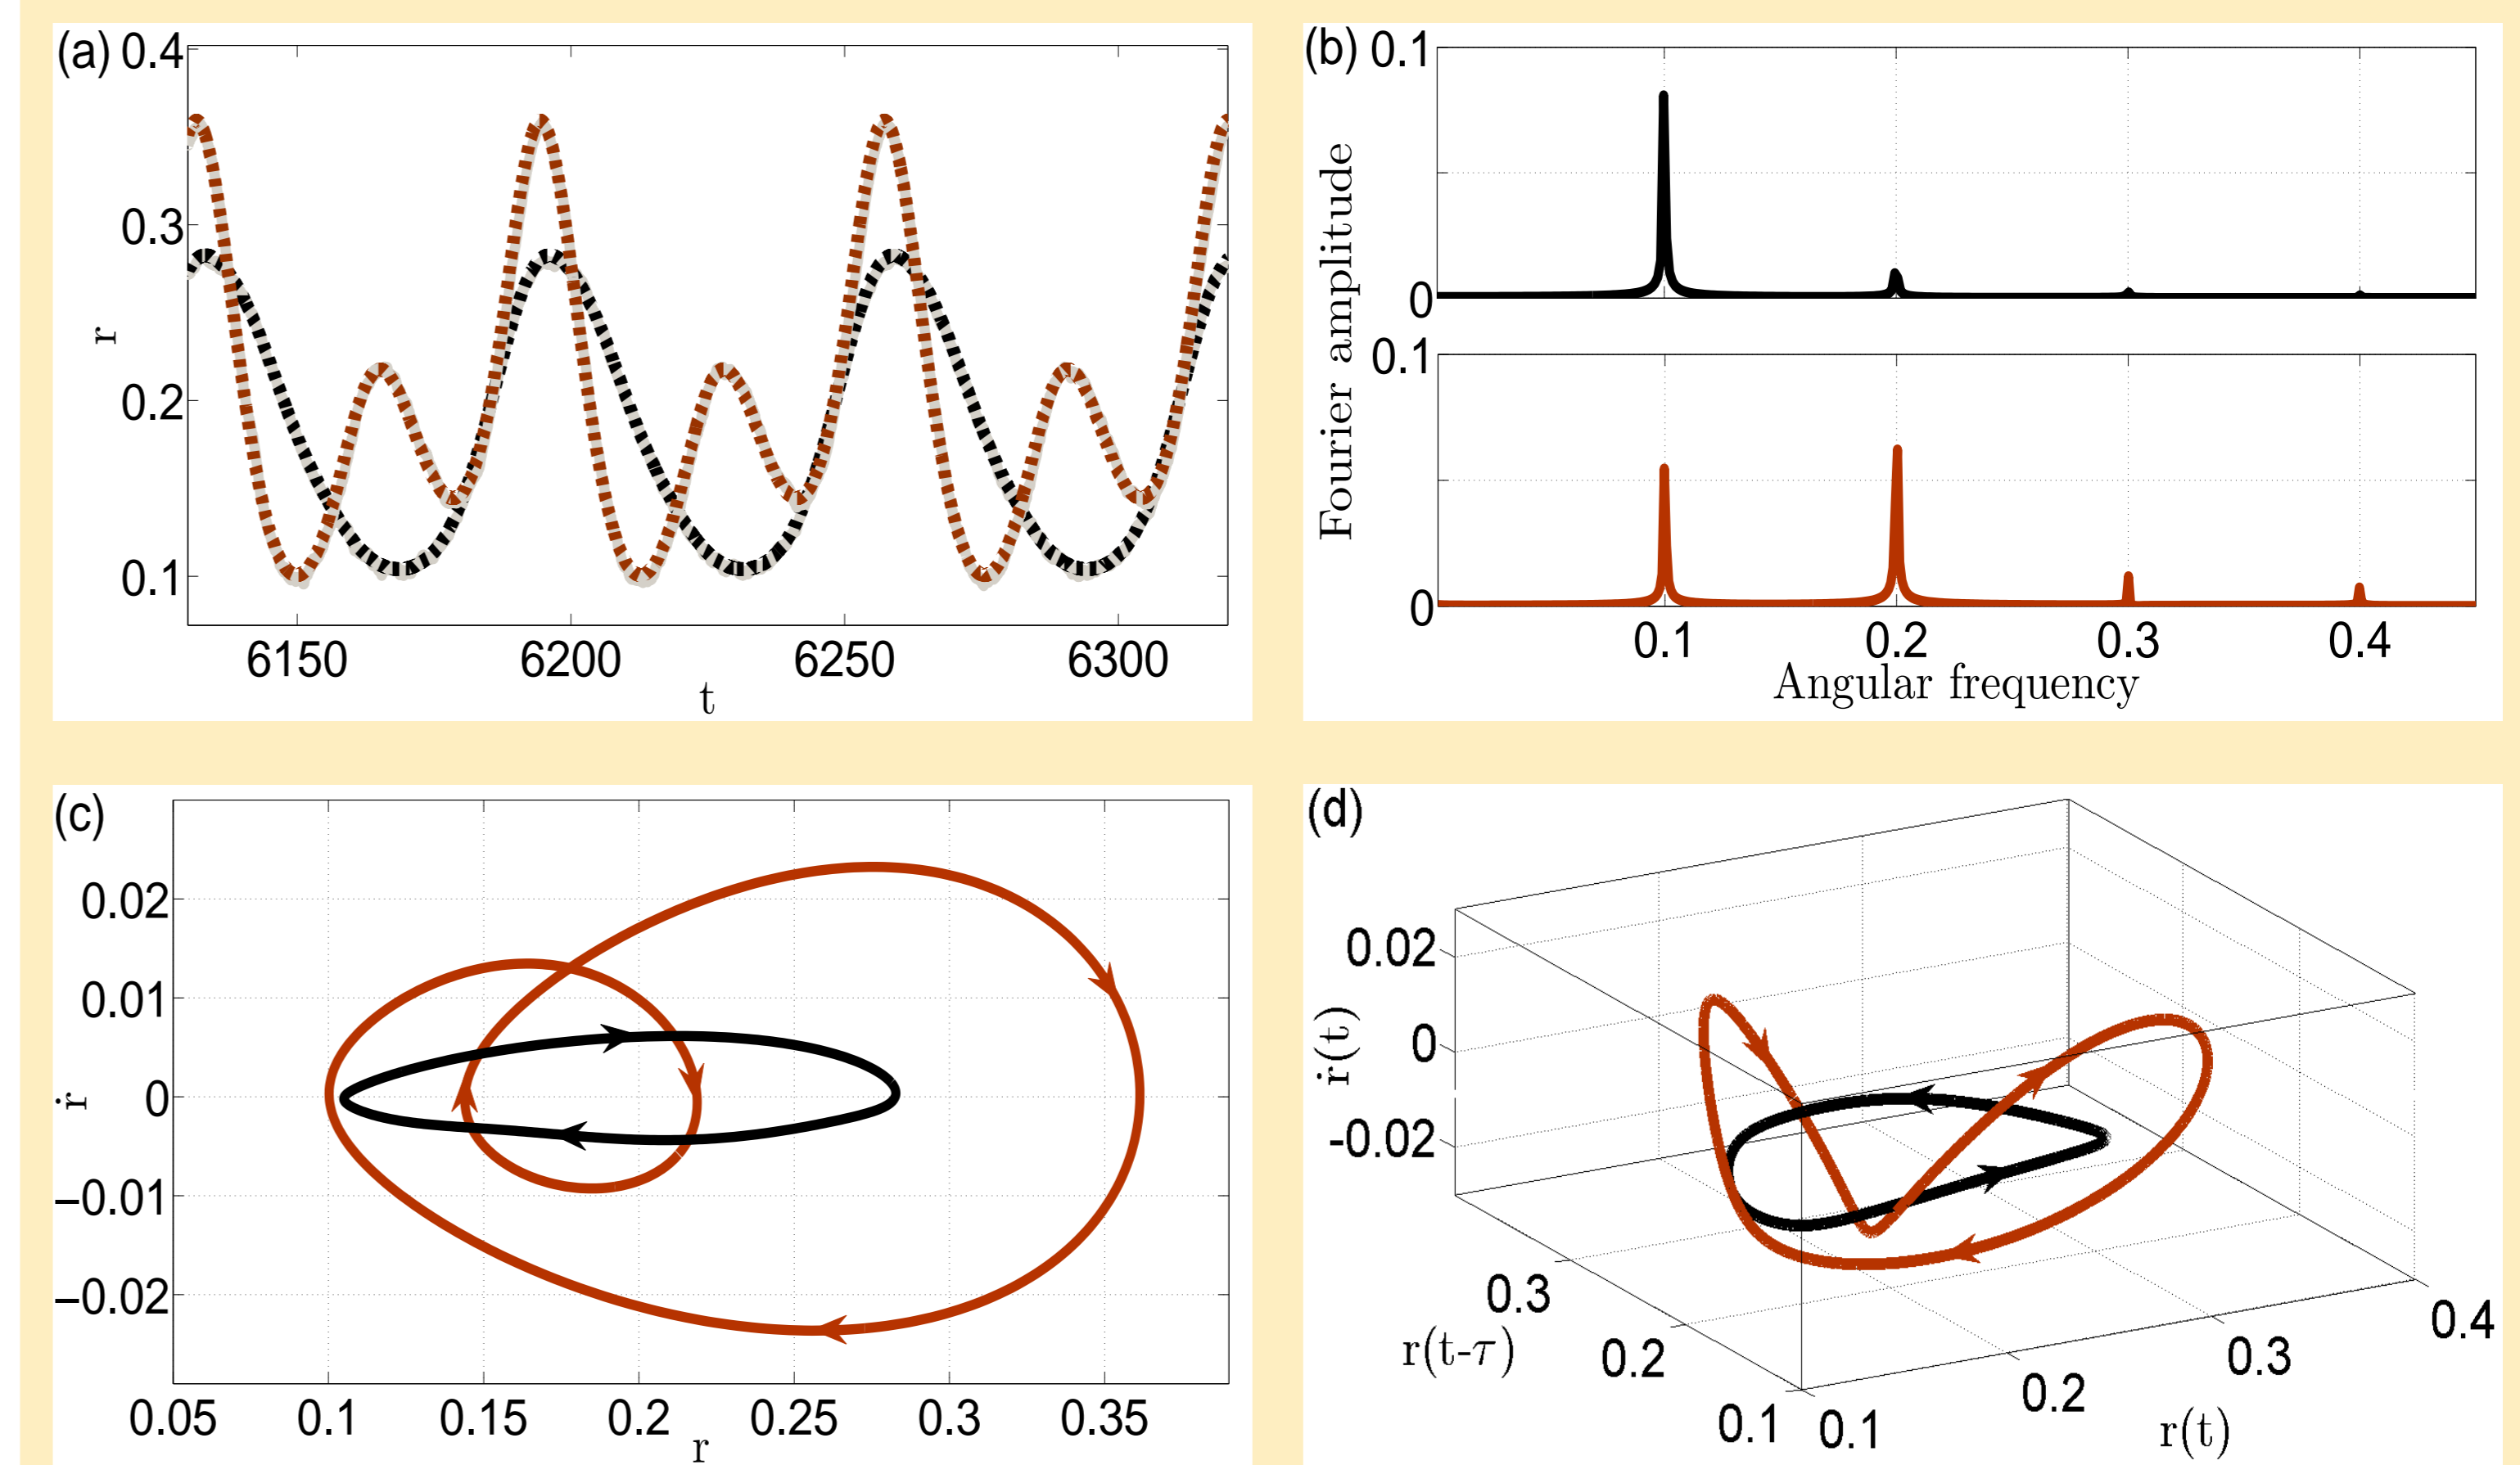 (a)
0.4
0.3
0.2
0.1
r
6150 6200 6250 6300
t
(b)
0.1
0
0.1
0
Fourier amplitude
0.1 0.2 0.3 0.4
Angular frequency
(c)
0.02
0.01
0
−0.01
−0.02
ṙ
0.05 0.1 0.15 0.2 0.25 0.3 0.35
r
(d)
0.02
0
-0.02
ṙ(t)
0.3
0.2
0.1
r(t-τ)
0.1
0.2
0.3
0.4
r(t)